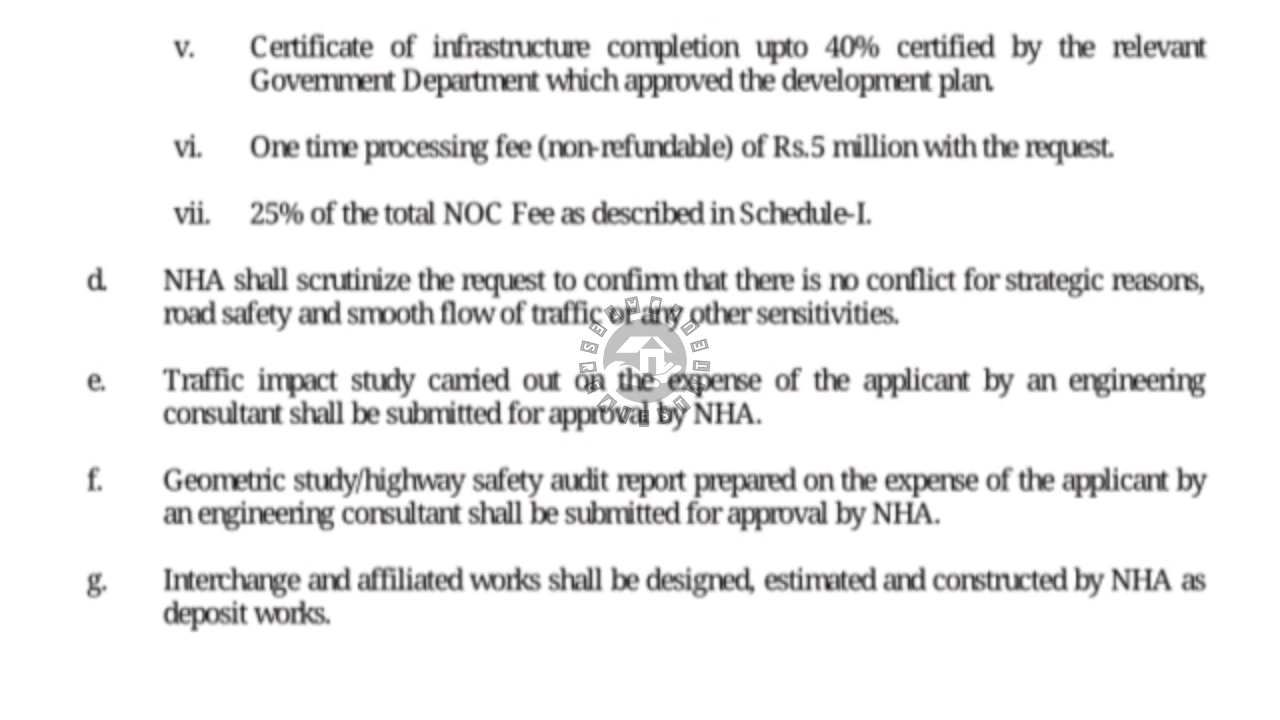 v. Certificate of infrastructure completion upto 40% certified by the relevant
Government Department which approved the development plan.
vi. One time processing fee (non-refundable) of Rs.5 million with the request.
vii. 25% of the total NOC Fee as described in Schedule-I.
d. NHA shall scrutinize the request to confirm that there is no conflict for strategic reasons,
road safety and smooth flow of traffic or any other sensitivities.
e. Traffic impact study carried out on the expense of the applicant by an engineering
consultant shall be submitted for approval by NHA.
f. Geometric study/highway safety audit report prepared on the expense of the applicant by
an engineering consultant shall be submitted for approval by NHA.
g. Interchange and affiliated works shall be designed, estimated and constructed by NHA as
deposit works.